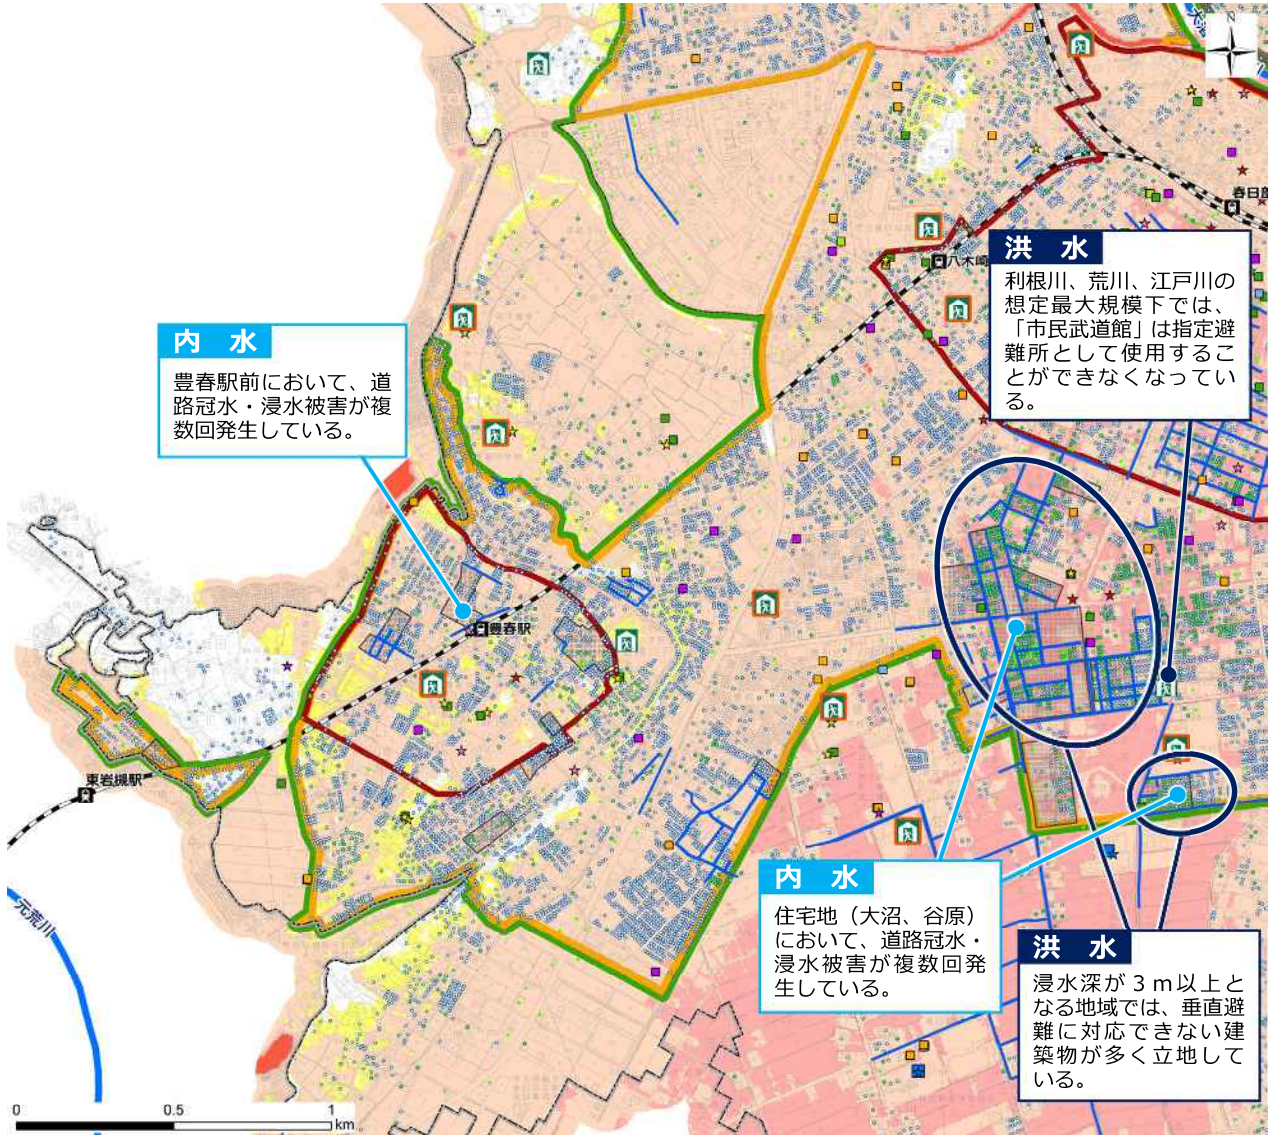 N
春日部
八木崎
洪 水
利根川、荒川、江戸川の
想定最大規模下では、
「市民武道館」は指定避
難所として使用するこ
とができなくなってい
る。
内 水
豊春駅前において、道
路冠水・浸水被害が複
数回発生している。
豊春駅
東岩槻駅
元荒川
内 水
住宅地（大沼、谷原）
において、道路冠水・
浸水被害が複数回発
生している。
洪 水
浸水深が３ｍ以上と
なる地域では、垂直避
難に対応できない建
築物が多く立地して
いる。
0 0.5 1
km